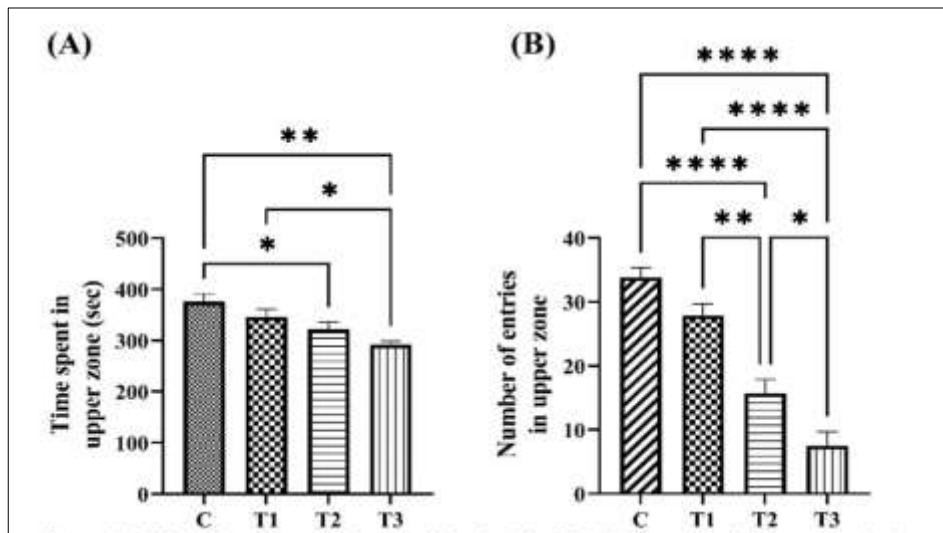 (A)
**
*
*
500
400
300
200
100
0
Time spent in
upper zone (sec)
C T1 T2 T3
(B)
****
****
****
** *
40
30
20
10
0
Number of entries
in upper zone
C T1 T2 T3